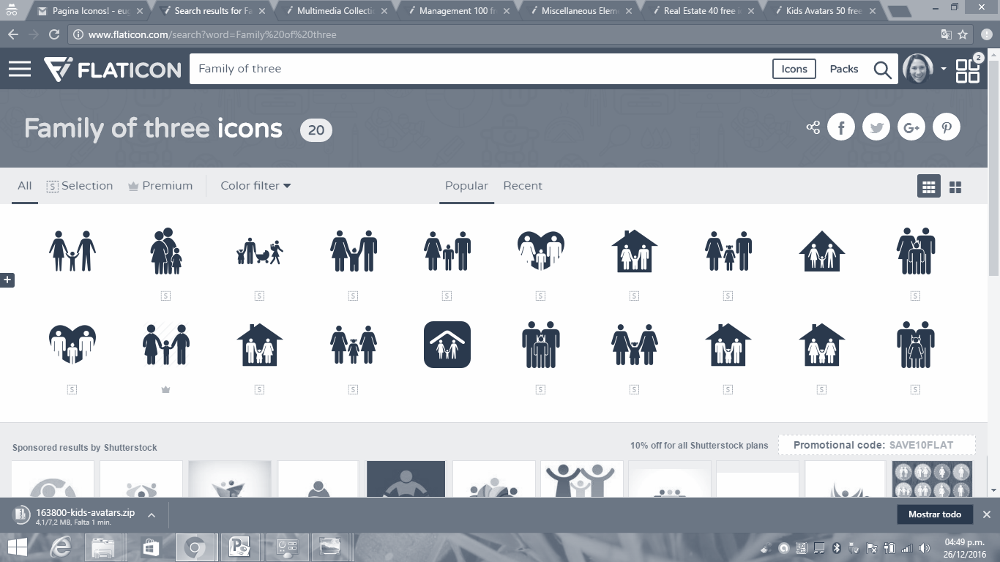 Pagina Iconos! - eug
Search results for Fa
Multimedia Collecti
Management 100 fr
Miscellaneous Elem
Real Estate 40 free i
Kids Avatars 50 free
www.flaticon.com/search?word=Family%20of%20three
FLATICON
Family of three
Icons
Packs
2
Family of three icons 20
f
G+
All
S Selection
Premium
Color filter
Popular
Recent
S S S S S S S S
S S S S S S S S
Sponsored results by Shutterstock
10% off for all Shutterstock plans
Promotional code: SAVE10FLAT
163800-kids-avatars.zip
4,1/7,2 MB, Falta 1 min.
Mostrar todo
04:49 p.m.
26/12/2016